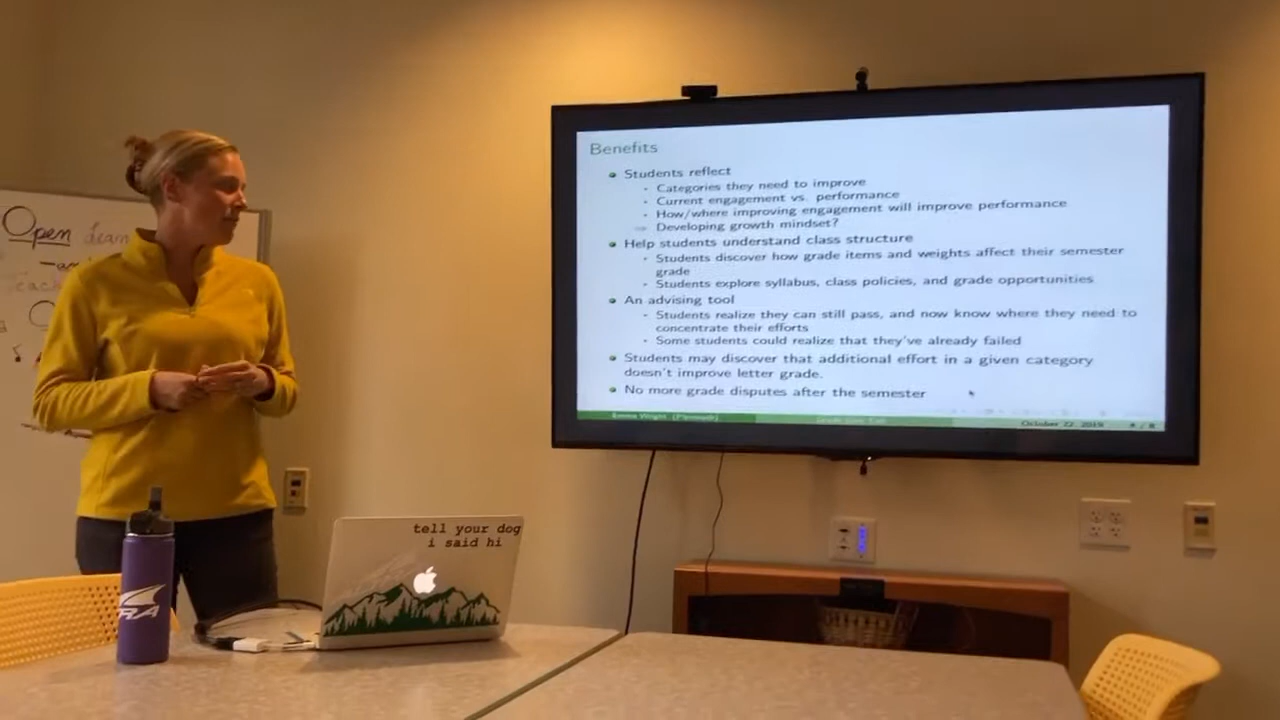 Open Learn
Benefits
Students reflect
Categories they need to improve
Current engagement vs. performance
How/where improving engagement will improve performance
Developing growth mindset?
Help students understand class structure
Students discover how grade items and weights affect their semester
grade
Students explore syllabus, class policies, and grade opportunities
An advising tool
Students realize they can still pass, and now know where they need to
concentrate their efforts
Some students could realize that they've already failed
Students may discover that additional effort in a given category
doesn't improve letter grade.
No more grade disputes after the semester
Emma Wright (Plymouth)
October 22, 2019
tell your dog
i said hi
RA